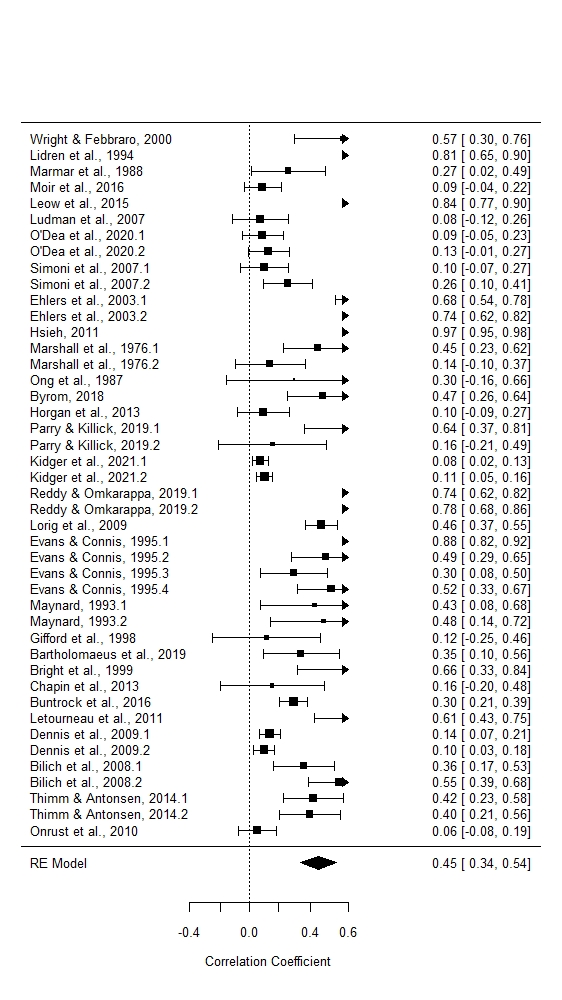 Wright & Febbraro, 2000 0.57 [ 0.30, 0.76]
Lidren et al., 1994 0.81 [ 0.65, 0.90]
Marmar et al., 1988 0.27 [ 0.02, 0.49]
Moir et al., 2016 0.09 [-0.04, 0.22]
Leow et al., 2015 0.84 [ 0.77, 0.90]
Ludman et al., 2007 0.08 [-0.12, 0.26]
O'Dea et al., 2020.1 0.09 [-0.05, 0.23]
O'Dea et al., 2020.2 0.13 [-0.01, 0.27]
Simoni et al., 2007.1 0.10 [-0.07, 0.27]
Simoni et al., 2007.2 0.26 [ 0.10, 0.41]
Ehlers et al., 2003.1 0.68 [ 0.54, 0.78]
Ehlers et al., 2003.2 0.74 [ 0.62, 0.82]
Hsieh, 2011 0.97 [ 0.95, 0.98]
Marshall et al., 1976.1 0.45 [ 0.23, 0.62]
Marshall et al., 1976.2 0.14 [-0.10, 0.37]
Ong et al., 1987 0.30 [-0.16, 0.66]
Byrom, 2018 0.47 [ 0.26, 0.64]
Horgan et al., 2013 0.10 [-0.09, 0.27]
Parry & Killick, 2019.1 0.64 [ 0.37, 0.81]
Parry & Killick, 2019.2 0.16 [-0.21, 0.49]
Kidger et al., 2021.1 0.08 [ 0.02, 0.13]
Kidger et al., 2021.2 0.11 [ 0.05, 0.16]
Reddy & Omkarappa, 2019.1 0.74 [ 0.62, 0.82]
Reddy & Omkarappa, 2019.2 0.78 [ 0.68, 0.86]
Lorig et al., 2009 0.46 [ 0.37, 0.55]
Evans & Connis, 1995.1 0.88 [ 0.82, 0.92]
Evans & Connis, 1995.2 0.49 [ 0.29, 0.65]
Evans & Connis, 1995.3 0.30 [ 0.08, 0.50]
Evans & Connis, 1995.4 0.52 [ 0.33, 0.67]
Maynard, 1993.1 0.43 [ 0.08, 0.68]
Maynard, 1993.2 0.48 [ 0.14, 0.72]
Gifford et al., 1998 0.12 [-0.25, 0.46]
Bartholomaeus et al., 2019 0.35 [ 0.10, 0.56]
Bright et al., 1999 0.66 [ 0.33, 0.84]
Chapin et al., 2013 0.16 [-0.20, 0.48]
Buntrock et al., 2016 0.30 [ 0.21, 0.39]
Letourneau et al., 2011 0.61 [ 0.43, 0.75]
Dennis et al., 2009.1 0.14 [ 0.07, 0.21]
Dennis et al., 2009.2 0.10 [ 0.03, 0.18]
Bilich et al., 2008.1 0.36 [ 0.17, 0.53]
Bilich et al., 2008.2 0.55 [ 0.39, 0.68]
Thimm & Antonsen, 2014.1 0.42 [ 0.23, 0.58]
Thimm & Antonsen, 2014.2 0.40 [ 0.21, 0.56]
Onrust et al., 2010 0.06 [-0.08, 0.19]
RE Model 0.45 [ 0.34, 0.54]
-0.4 0.0 0.4 0.6
Correlation Coefficient